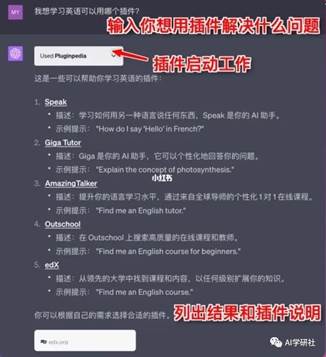 MY
我想学习英语可以用哪个插件?
输入你想用插件解决什么问题
Used Pluginpedia
插件启动工作
这是一些可以帮助你学习英语的插件:
1. Speak
• 描述: 学习如何用另一种语言说任何东西, Speak 是你的 AI 助手。
• 示例提示: "How do I say 'Hello' in French?"
2. Giga Tutor
• 描述: Giga 是你的 AI 助手, 它可以个性化地回答你的问题。
• 示例提示: "Explain the concept of photosynthesis."
小红书
3. AmazingTalker
• 描述: 提升你的语言学习水平, 通过来自全球导师的个性化 1 对 1 在线课程。
• 示例提示: "Find me an English tutor."
4. Outschool
• 描述: 在 Outschool 上搜索高质量的在线课程和教师。
• 示例提示: "Find me an English course for beginners."
5. edX
• 描述: 从领先的大学中找到课程和内容, 以任何级别扩展你的知识。
• 示例提示: "Find me an English course."
列出结果和插件说明
你可以根据自己的需求选择合适的插件,
edx.org
AI学研社